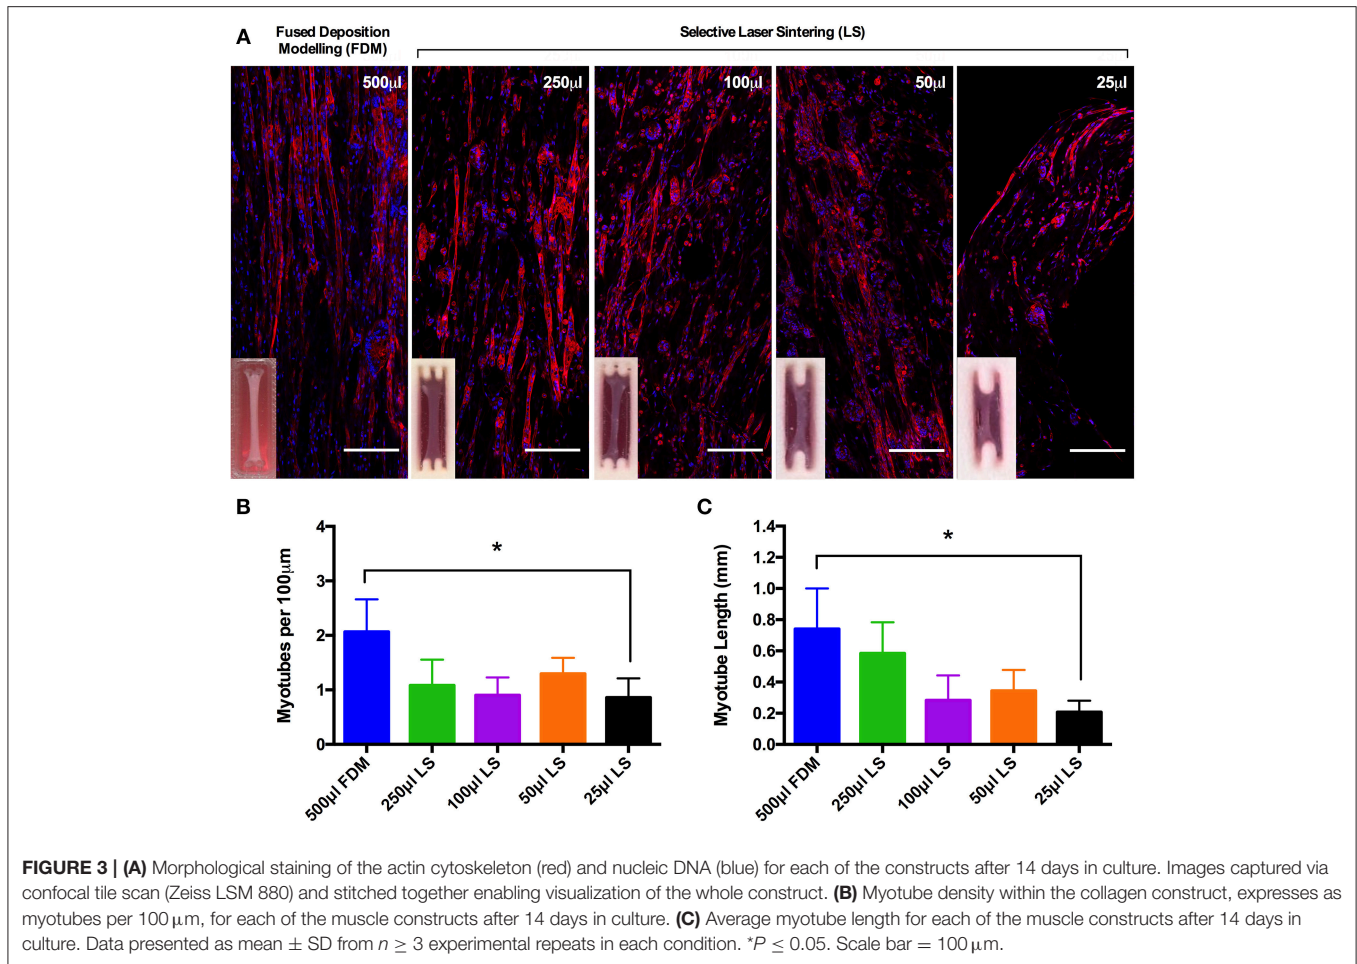 A
Fused Deposition
Modelling (FDM)
Selective Laser Sintering (LS)
500µl
250µl
100µl
50µl
25µl
B
Myotubes per 100µm
4
3
2
1
0
*
500µl FDM
250µl LS
100µl LS
50µl LS
25µl LS
C
Myotube Length (mm)
1.4
1.2
1.0
0.8
0.6
0.4
0.2
0.0
*
500µl FDM
250µl LS
100µl LS
50µl LS
25µl LS
FIGURE 3 | (A) Morphological staining of the actin cytoskeleton (red) and nucleic DNA (blue) for each of the constructs after 14 days in culture. Images captured via
confocal tile scan (Zeiss LSM 880) and stitched together enabling visualization of the whole construct. (B) Myotube density within the collagen construct, expresses as
myotubes per 100 µm, for each of the muscle constructs after 14 days in culture. (C) Average myotube length for each of the muscle constructs after 14 days in
culture. Data presented as mean ± SD from n ≥ 3 experimental repeats in each condition. *P ≤ 0.05. Scale bar = 100 µm.